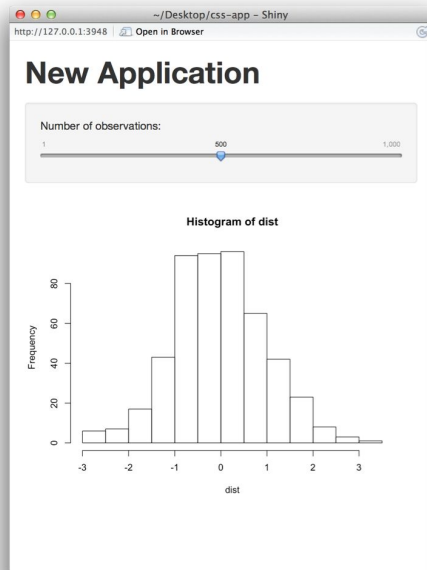 ~/Desktop/css-app - Shiny
http://127.0.0.1:3948 Open in Browser
New Application
Number of observations:
1 500 1,000
Histogram of dist
Frequency
80
60
40
20
0
-3 -2 -1 0 1 2 3
dist